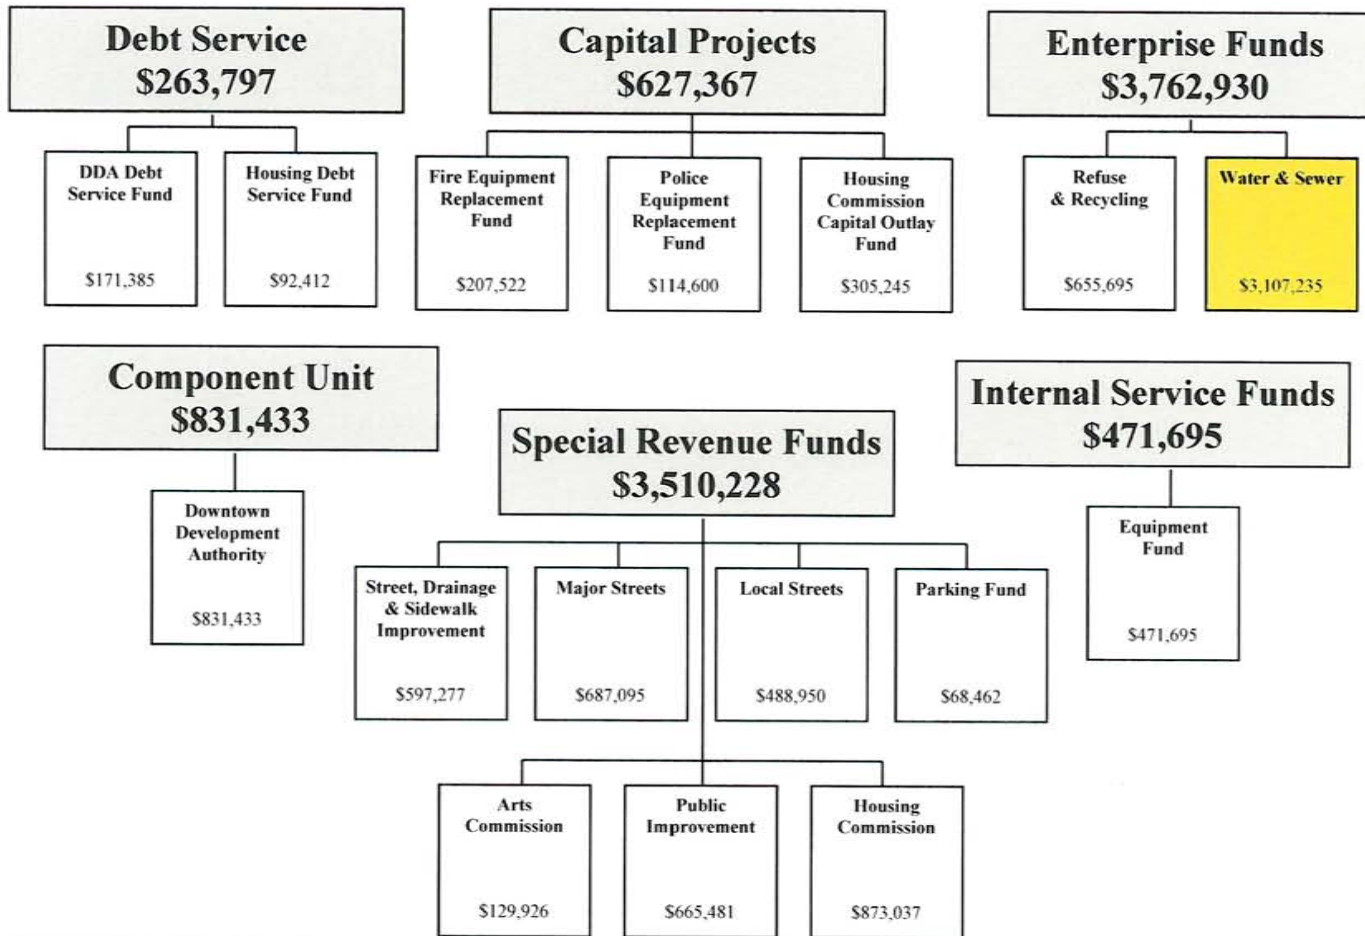 Debt Service
$263,797
DDA Debt
Service Fund
$171,385
Housing Debt
Service Fund
$92,412
Capital Projects
$627,367
Fire Equipment
Replacement
Fund
$207,522
Police
Equipment
Replacement
Fund
$114,600
Housing
Commission
Capital Outlay
Fund
$305,245
Enterprise Funds
$3,762,930
Refuse
& Recycling
$655,695
Water & Sewer
$3,107,235
Component Unit
$831,433
Downtown
Development
Authority
$831,433
Special Revenue Funds
$3,510,228
Street, Drainage
& Sidewalk
Improvement
$597,277
Major Streets
$687,095
Local Streets
$488,950
Parking Fund
$68,462
Arts
Commission
$129,926
Public
Improvement
$665,481
Housing
Commission
$873,037
Internal Service Funds
$471,695
Equipment
Fund
$471,695